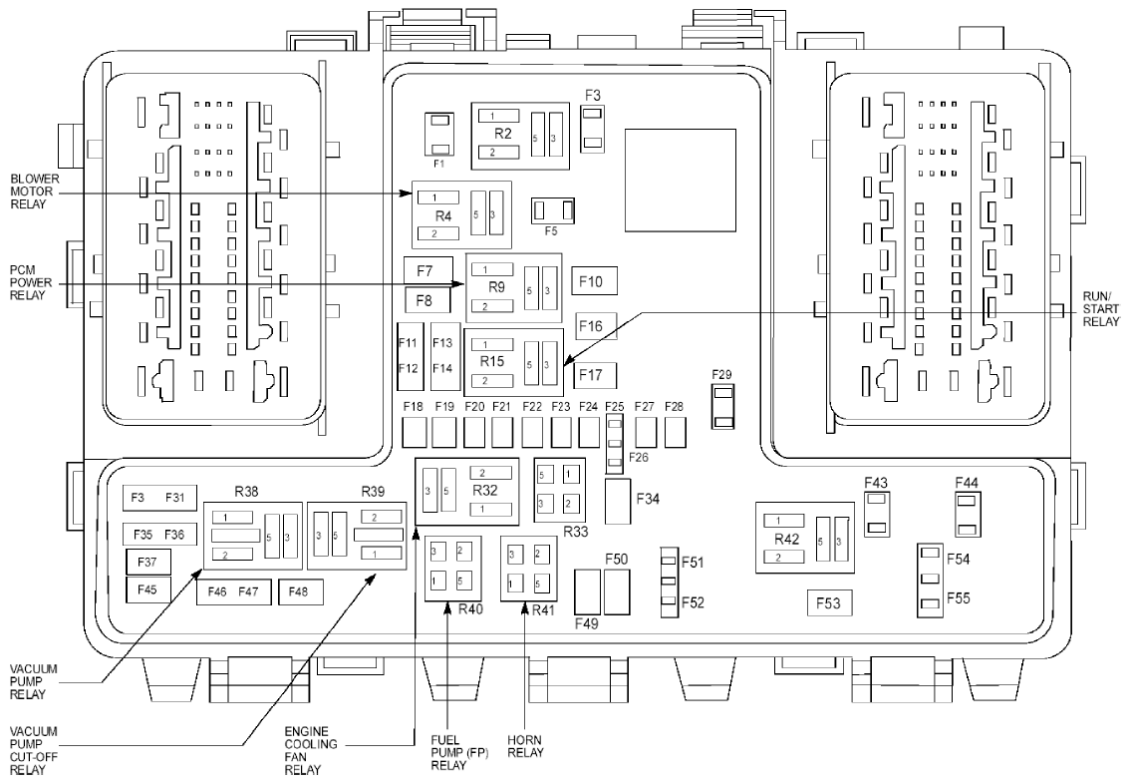 F3
1
R2
5
3
2
F1
BLOWER
MOTOR
RELAY
1
R4
5
3
2
F5
PCM
POWER
RELAY
F7
F8
1
R9
5
3
2
F10
RUN/
START
RELAY
F16
F11
F13
F12
F14
1
R15
5
3
2
F17
F29
F18
F19
F20
F21
F22
F23
F24
F25
F27
F28
F26
F3
F31
R38
R39
3
5
2
R32
1
5
1
3
2
R33
F34
F43
F44
F35
F36
1
5
3
2
3
5
2
1
F37
F45
F46
F47
F48
3
2
1
5
R40
3
2
1
5
R41
F50
F49
F51
F52
1
R42
5
3
2
F53
F54
F55
VACUUM
PUMP
RELAY
VACUUM
PUMP
CUT-OFF
RELAY
ENGINE
COOLING
FAN
RELAY
FUEL
PUMP (FP)
RELAY
HORN
RELAY